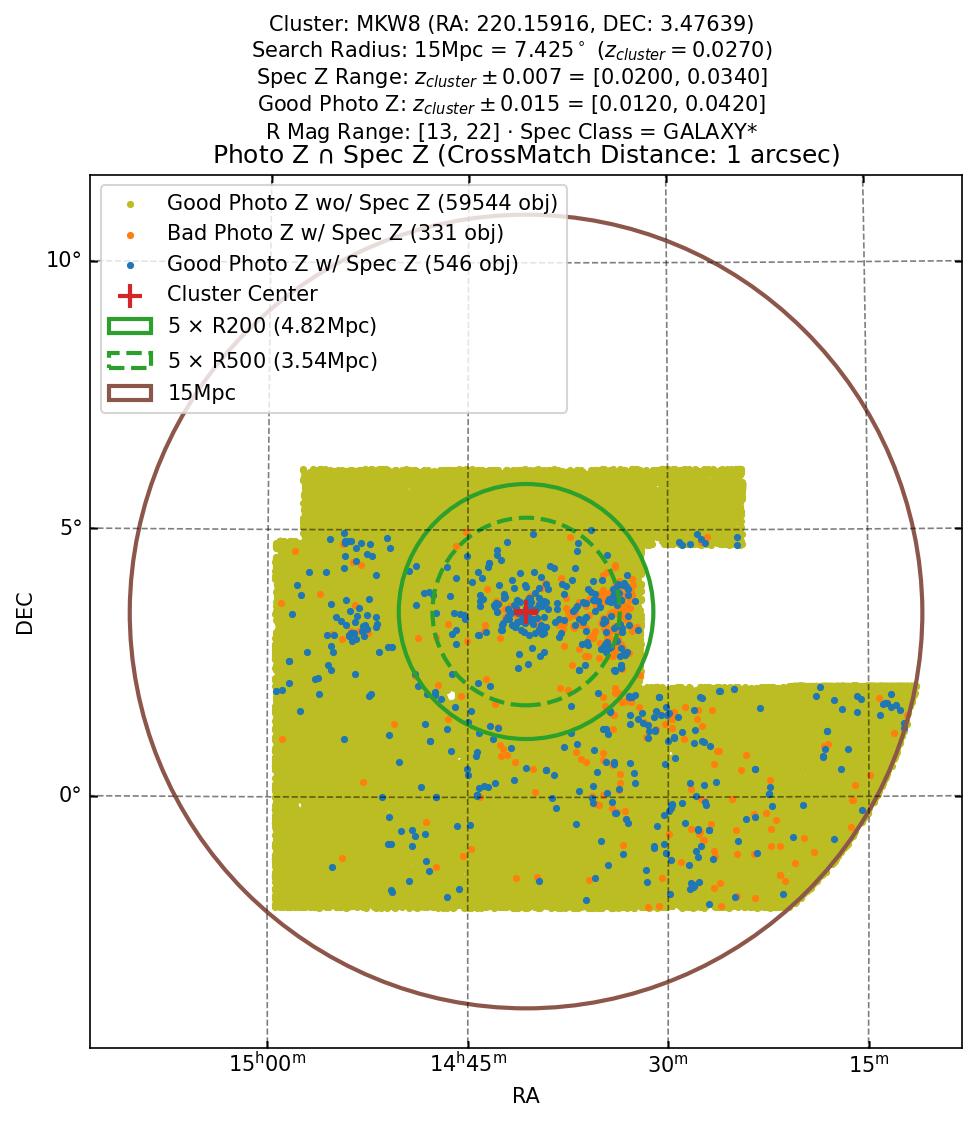 Cluster: MKW8 (RA: 220.15916, DEC: 3.47639)
Search Radius: 15Mpc = 7.425° (z_cluster = 0.0270)
Spec Z Range: z_cluster ± 0.007 = [0.0200, 0.0340]
Good Photo Z: z_cluster ± 0.015 = [0.0120, 0.0420]
R Mag Range: [13, 22] · Spec Class = GALAXY*
Photo Z ∩ Spec Z (CrossMatch Distance: 1 arcsec)
Good Photo Z wo/ Spec Z (59544 obj)
Bad Photo Z w/ Spec Z (331 obj)
Good Photo Z w/ Spec Z (546 obj)
Cluster Center
5 × R200 (4.82Mpc)
5 × R500 (3.54Mpc)
15Mpc
10°
5°
0°
DEC
15h00m
14h45m
30m
15m
RA